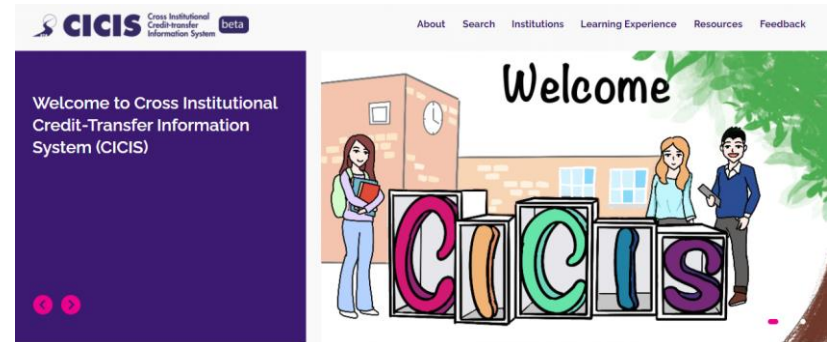 CICIS
Cross Institutional
Credit-transfer
Information System
beta
About Search Institutions Learning Experience Resources Feedback
Welcome to Cross Institutional
Credit-Transfer Information
System (CICIS)
Welcome
CICIS